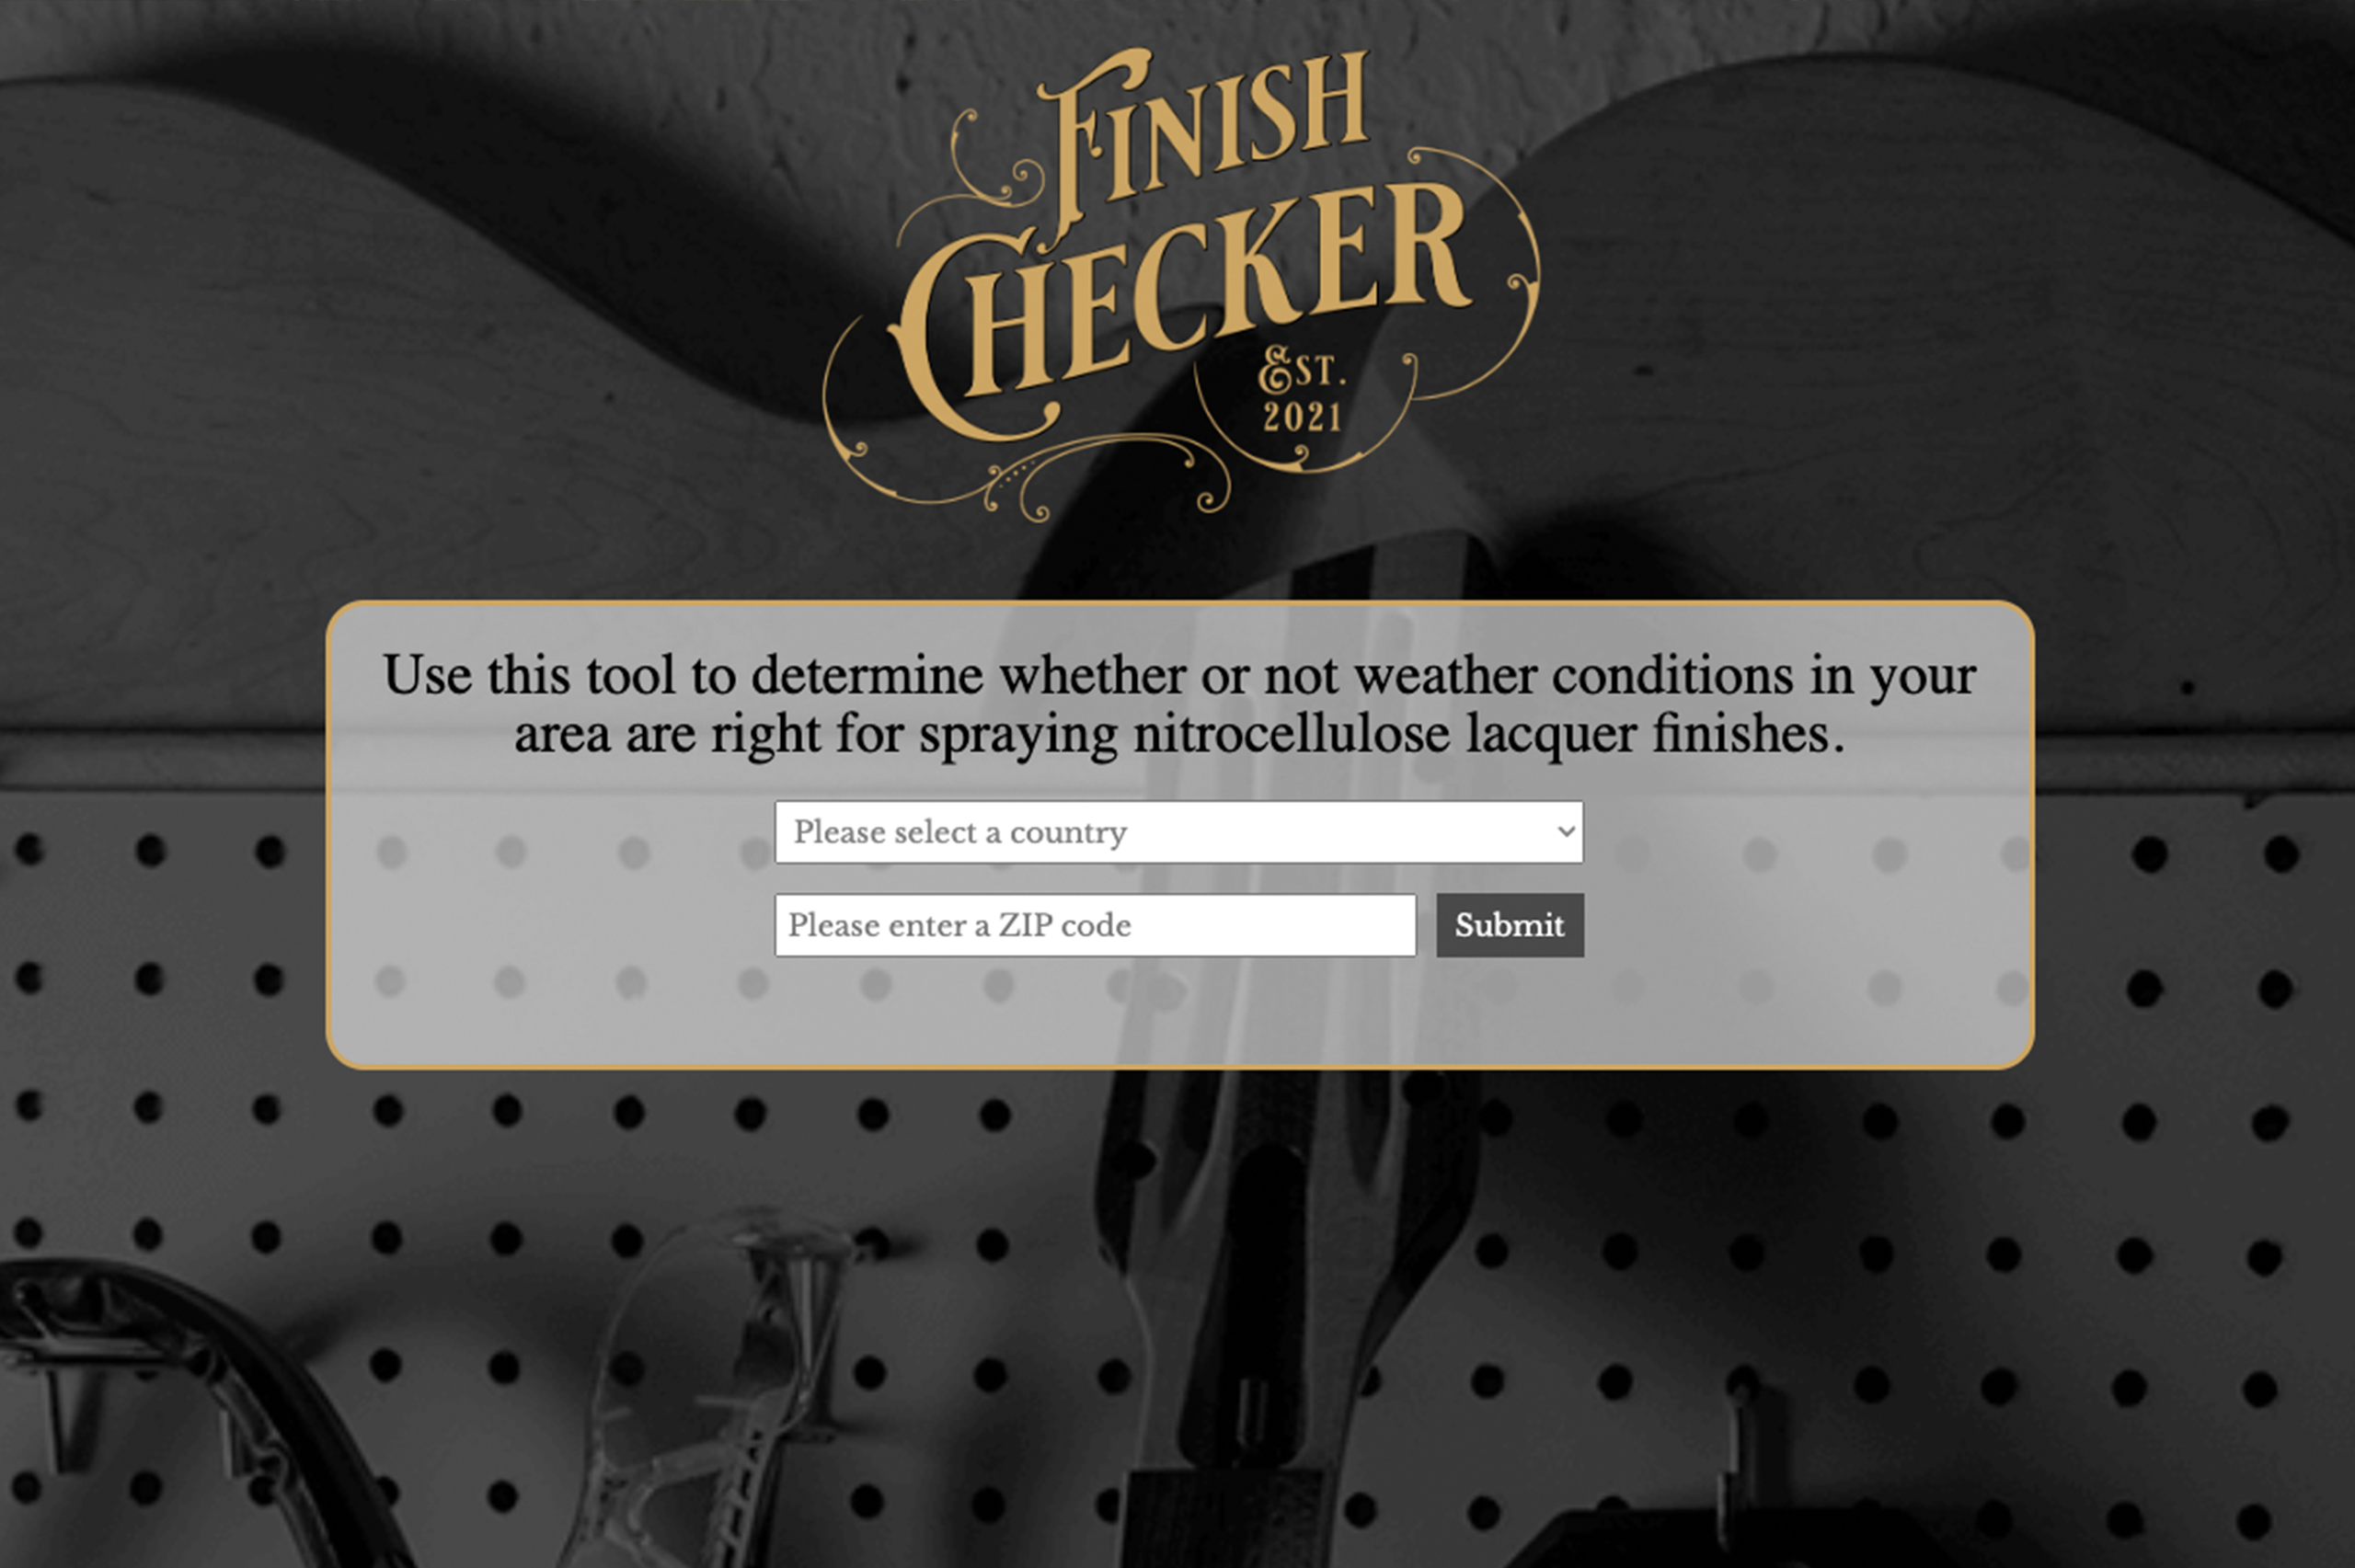 FINISH
CHECKER
EST.
2021
Use this tool to determine whether or not weather conditions in your
area are right for spraying nitrocellulose lacquer finishes.
Please select a country
Please enter a ZIP code
Submit